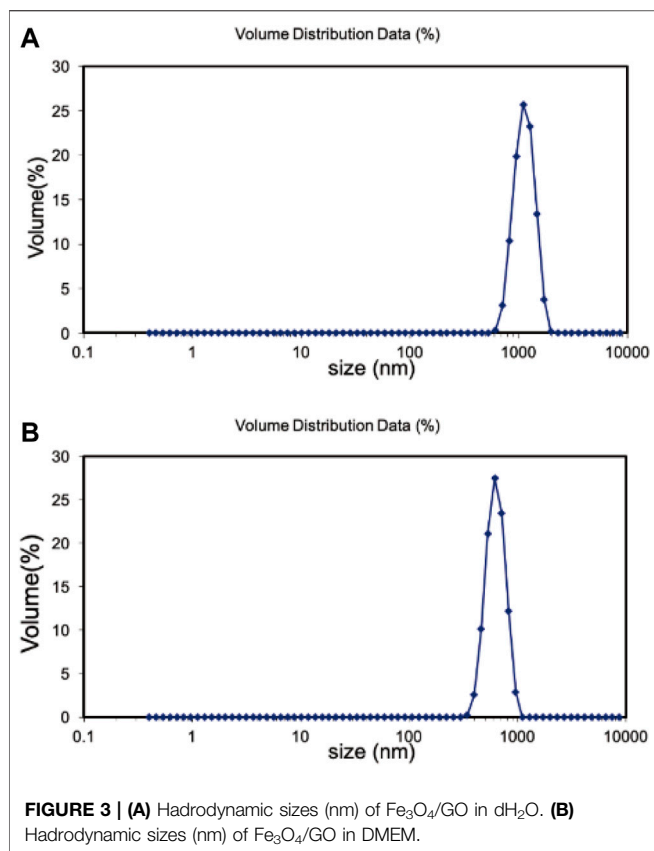 A
Volume Distribution Data (%)
Volume(%)
30
25
20
15
10
5
0
0.1 1 10 100 1000 10000
size (nm)
B
Volume Distribution Data (%)
Volume(%)
30
25
20
15
10
5
0
0.1 1 10 100 1000 10000
size (nm)
FIGURE 3 | (A) Hadrodynamic sizes (nm) of Fe₃O₄/GO in dH₂O. (B)
Hadrodynamic sizes (nm) of Fe₃O₄/GO in DMEM.